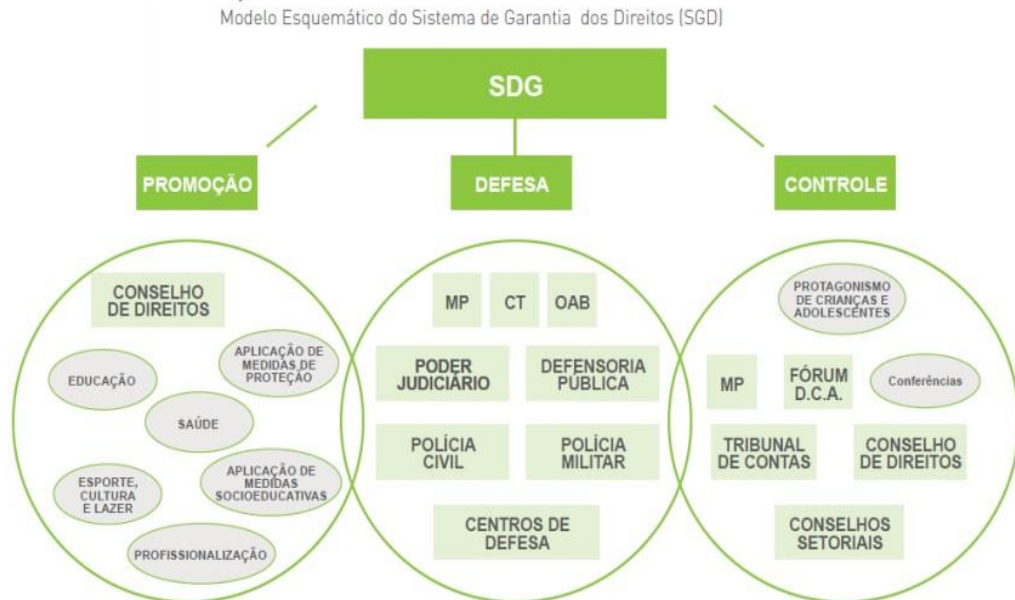 Modelo Esquemático do Sistema de Garantia dos Direitos (SGD)
SDG
PROMOÇÃO
DEFESA
CONTROLE
CONSELHO
DE DIREITOS
EDUCAÇÃO
APLICAÇÃO DE
MEDIDAS DE
PROTEÇÃO
SAÚDE
ESPORTE,
CULTURA
E LAZER
APLICAÇÃO DE
MEDIDAS
SOCIOEDUCATIVAS
PROFISSIONALIZAÇÃO
MP
CT
OAB
PODER
JUDICIÁRIO
DEFENSORIA
PÚBLICA
POLÍCIA
CIVIL
POLÍCIA
MILITAR
CENTROS DE
DEFESA
PROTAGONISMO
DE CRIANÇAS E
ADOLESCENTES
MP
FÓRUM
D.C.A.
Conferências
TRIBUNAL
DE CONTAS
CONSELHO
DE DIREITOS
CONSELHOS
SETORIAIS